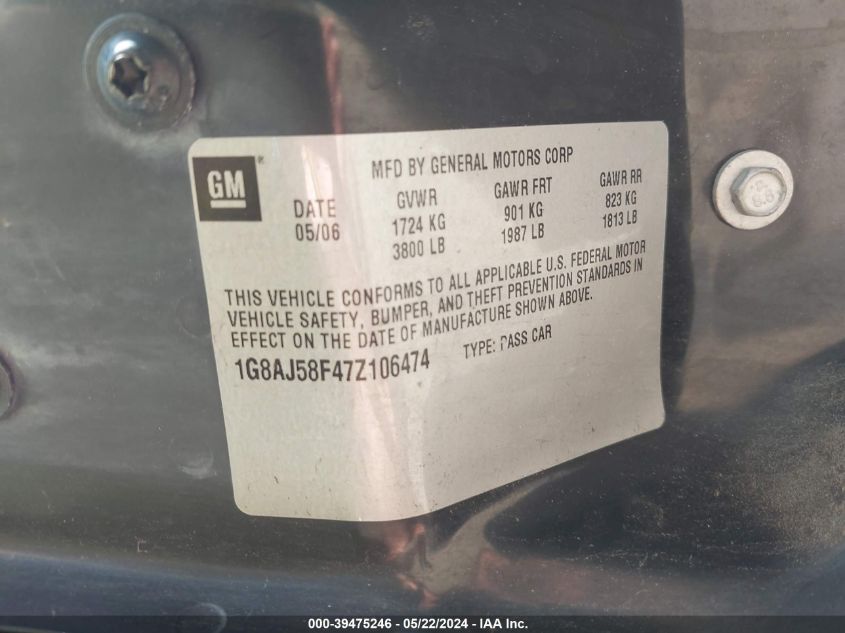 GM
MFD BY GENERAL MOTORS CORP
DATE GVWR GAWR FRT GAWR RR
05/06 1724 KG 901 KG 823 KG
3800 LB 1987 LB 1813 LB
THIS VEHICLE CONFORMS TO ALL APPLICABLE U.S. FEDERAL MOTOR
VEHICLE SAFETY, BUMPER, AND THEFT PREVENTION STANDARDS IN
EFFECT ON THE DATE OF MANUFACTURE SHOWN ABOVE.
1G8AJ58F47Z106474 TYPE: PASS CAR
000-39475246 - 05/22/2024 - IAA Inc.